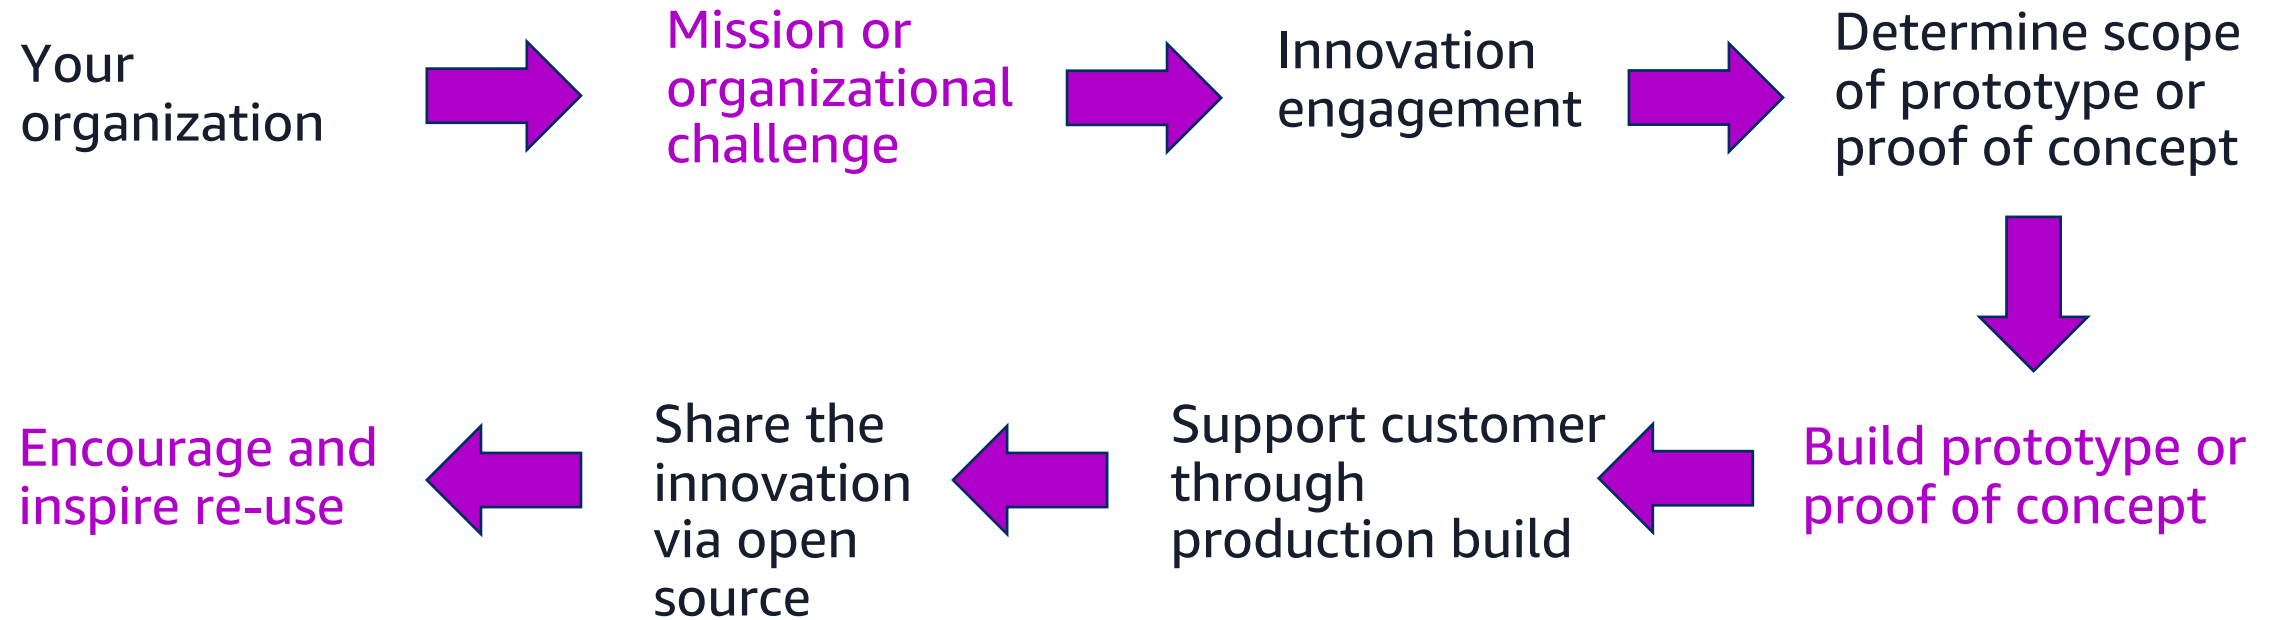 Your
organization
Mission or
organizational
challenge
Innovation
engagement
Determine scope
of prototype or
proof of concept
Build prototype or
proof of concept
Support customer
through
production build
Share the
innovation
via open
source
Encourage and
inspire re-use